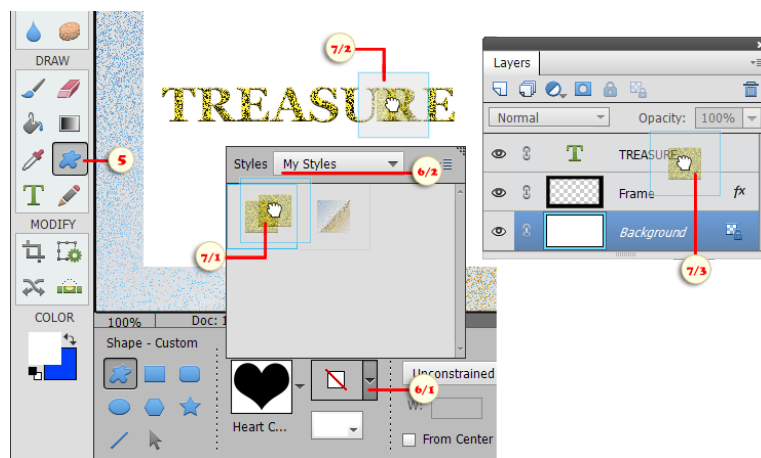 DRAW
MODIFY
COLOR
5
7/2
TREASURE
Styles My Styles
6/2
7/1
100% Doc: 1
Shape - Custom
Heart C...
6/1
Unconstrained
W:
From Center
Layers
Normal Opacity: 100%
T TREASURE
Frame fx
Background
7/3
T